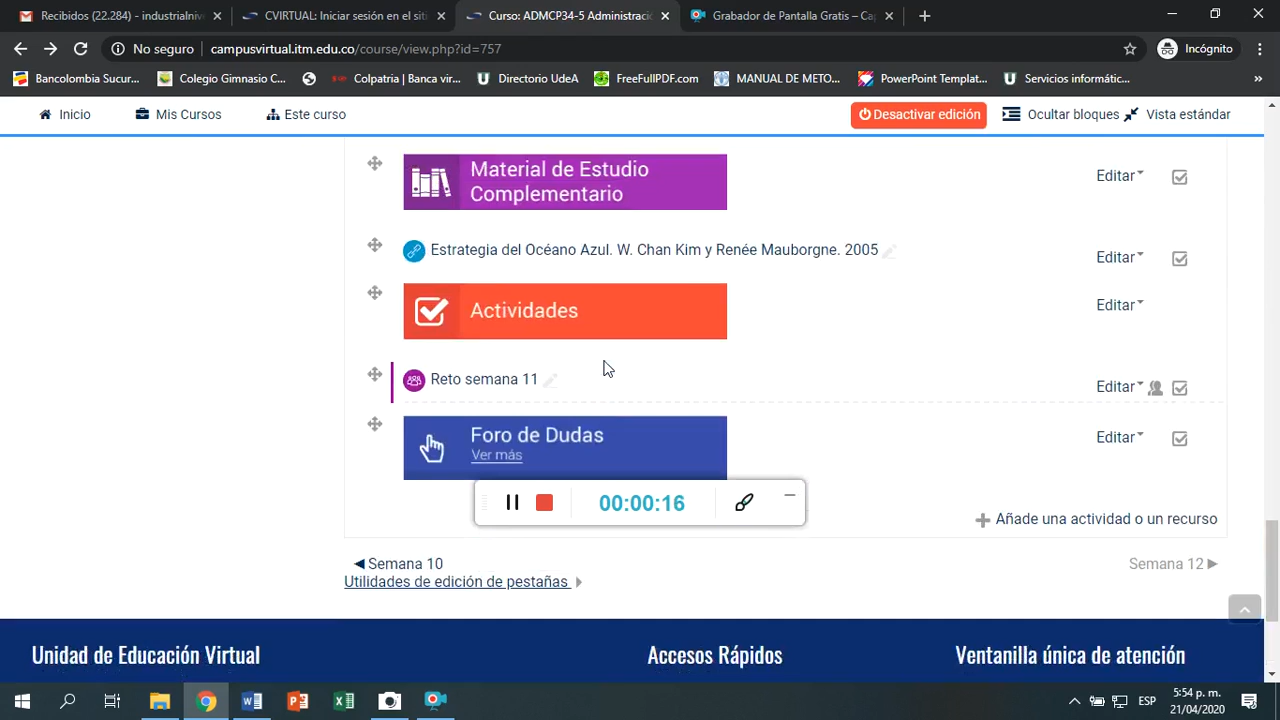 Recibidos (22.284) - industrialniv
CVIRTUAL: Iniciar sesión en el siti
Curso: ADMCP34-5 Administració
Grabador de Pantalla Gratis – Cap
No seguro
campusvirtual.itm.edu.co/course/view.php?id=757
Incógnito
Bancolombia Sucur...
Colegio Gimnasio C...
Colpatria | Banca vir...
Directorio UdeA
FreeFullPDF.com
MANUAL DE METO...
PowerPoint Templat...
Servicios informátic...
»
Inicio
Mis Cursos
Este curso
Desactivar edición
Ocultar bloques
Vista estándar
Material de Estudio
Complementario
Editar
Estrategia del Océano Azul. W. Chan Kim y Renée Mauborgne. 2005
Editar
Actividades
Editar
Reto semana 11
Editar
Foro de Dudas
Ver más
Editar
00:00:16
Añade una actividad o un recurso
Semana 10
Semana 12
Utilidades de edición de pestañas
Unidad de Educación Virtual
Accesos Rápidos
Ventanilla única de atención
ESP
5:54 p. m.
21/04/2020